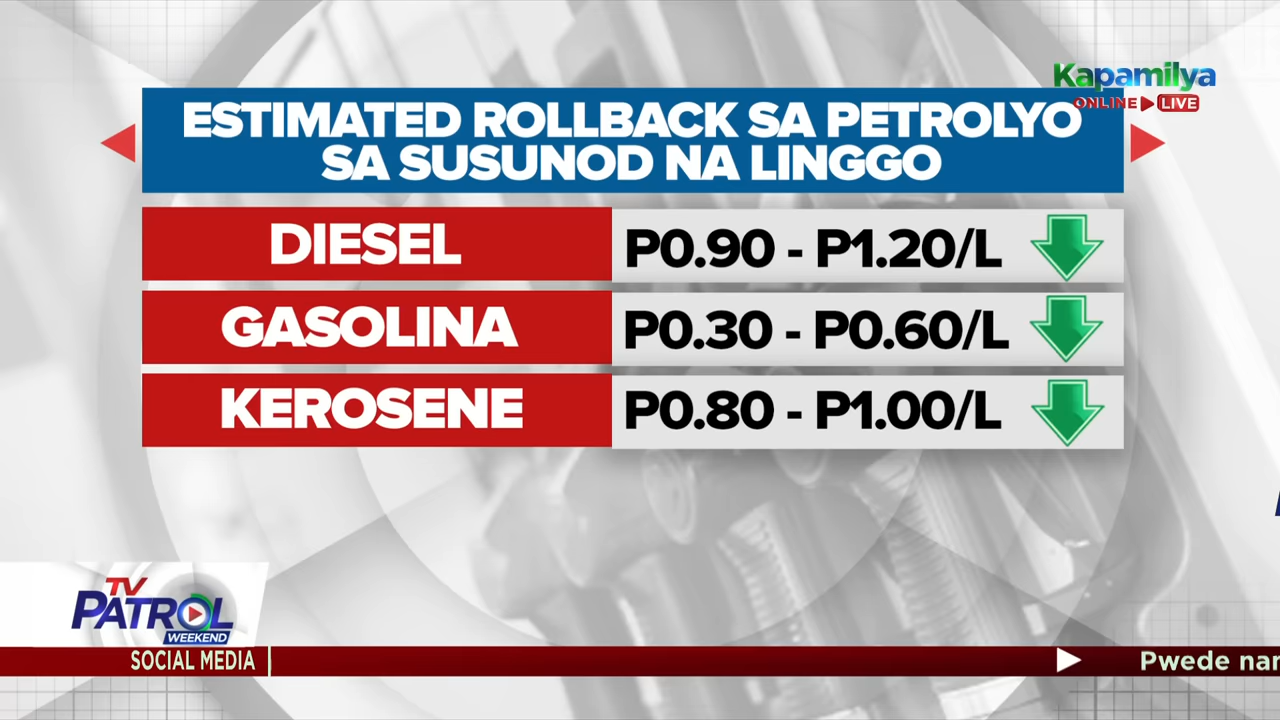 Kapamilya
ONLINE LIVE
ESTIMATED ROLLBACK SA PETROLYO
SA SUSUNOD NA LINGGO
DIESEL P0.90 - P1.20/L
GASOLINA P0.30 - P0.60/L
KEROSENE P0.80 - P1.00/L
TV
PATROL
WEEKEND
SOCIAL MEDIA
Pwede